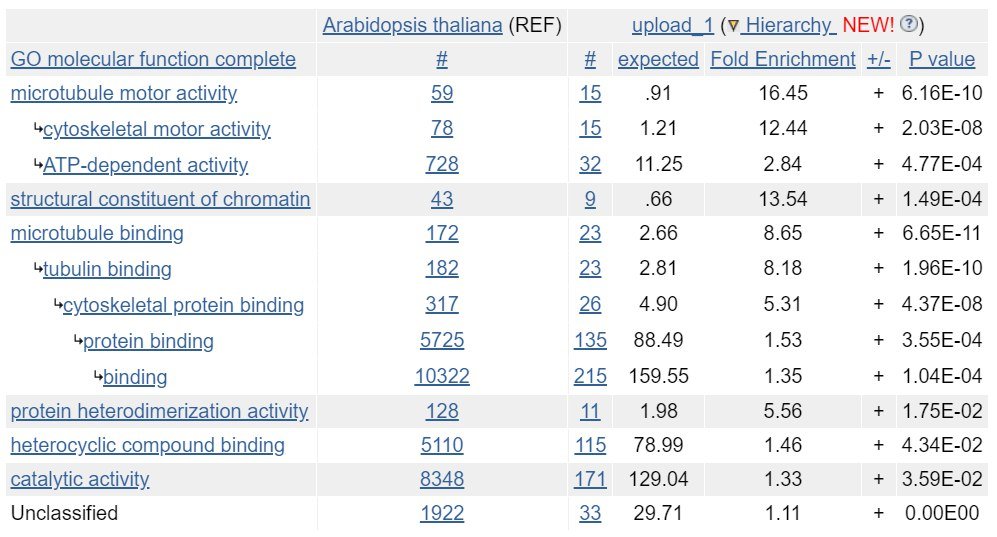 Arabidopsis thaliana (REF) upload_1 (▼ Hierarchy NEW! ?)
GO molecular function complete # # expected Fold Enrichment +/- P value
microtubule motor activity 59 15 .91 16.45 + 6.16E-10
↳cytoskeletal motor activity 78 15 1.21 12.44 + 2.03E-08
↳ATP-dependent activity 728 32 11.25 2.84 + 4.77E-04
structural constituent of chromatin 43 9 .66 13.54 + 1.49E-04
microtubule binding 172 23 2.66 8.65 + 6.65E-11
↳tubulin binding 182 23 2.81 8.18 + 1.96E-10
↳cytoskeletal protein binding 317 26 4.90 5.31 + 4.37E-08
↳protein binding 5725 135 88.49 1.53 + 3.55E-04
↳binding 10322 215 159.55 1.35 + 1.04E-04
protein heterodimerization activity 128 11 1.98 5.56 + 1.75E-02
heterocyclic compound binding 5110 115 78.99 1.46 + 4.34E-02
catalytic activity 8348 171 129.04 1.33 + 3.59E-02
Unclassified 1922 33 29.71 1.11 + 0.00E00